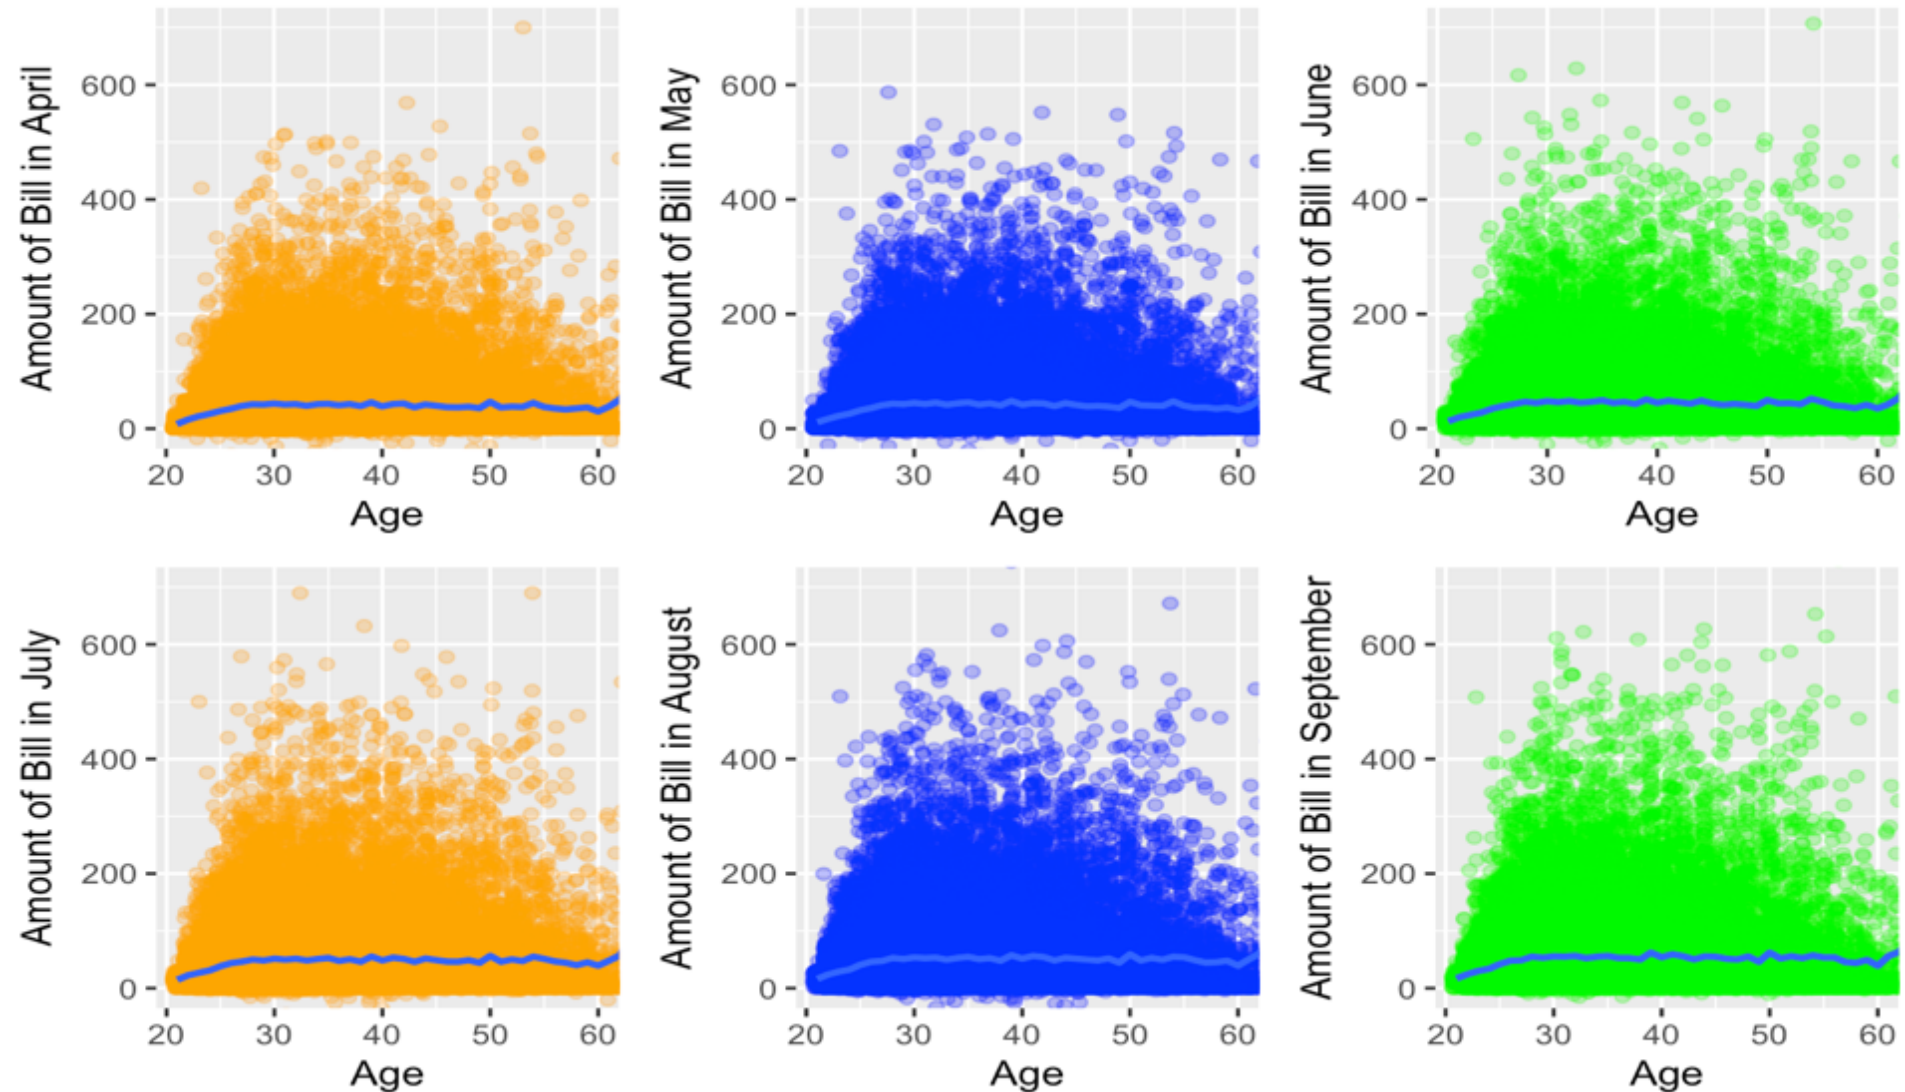 Amount of Bill in April
600
400
200
0
20 30 40 50 60
Age
Amount of Bill in May
600
400
200
0
20 30 40 50 60
Age
Amount of Bill in June
600
400
200
0
20 30 40 50 60
Age
Amount of Bill in July
600
400
200
0
20 30 40 50 60
Age
Amount of Bill in August
600
400
200
0
20 30 40 50 60
Age
Amount of Bill in September
600
400
200
0
20 30 40 50 60
Age